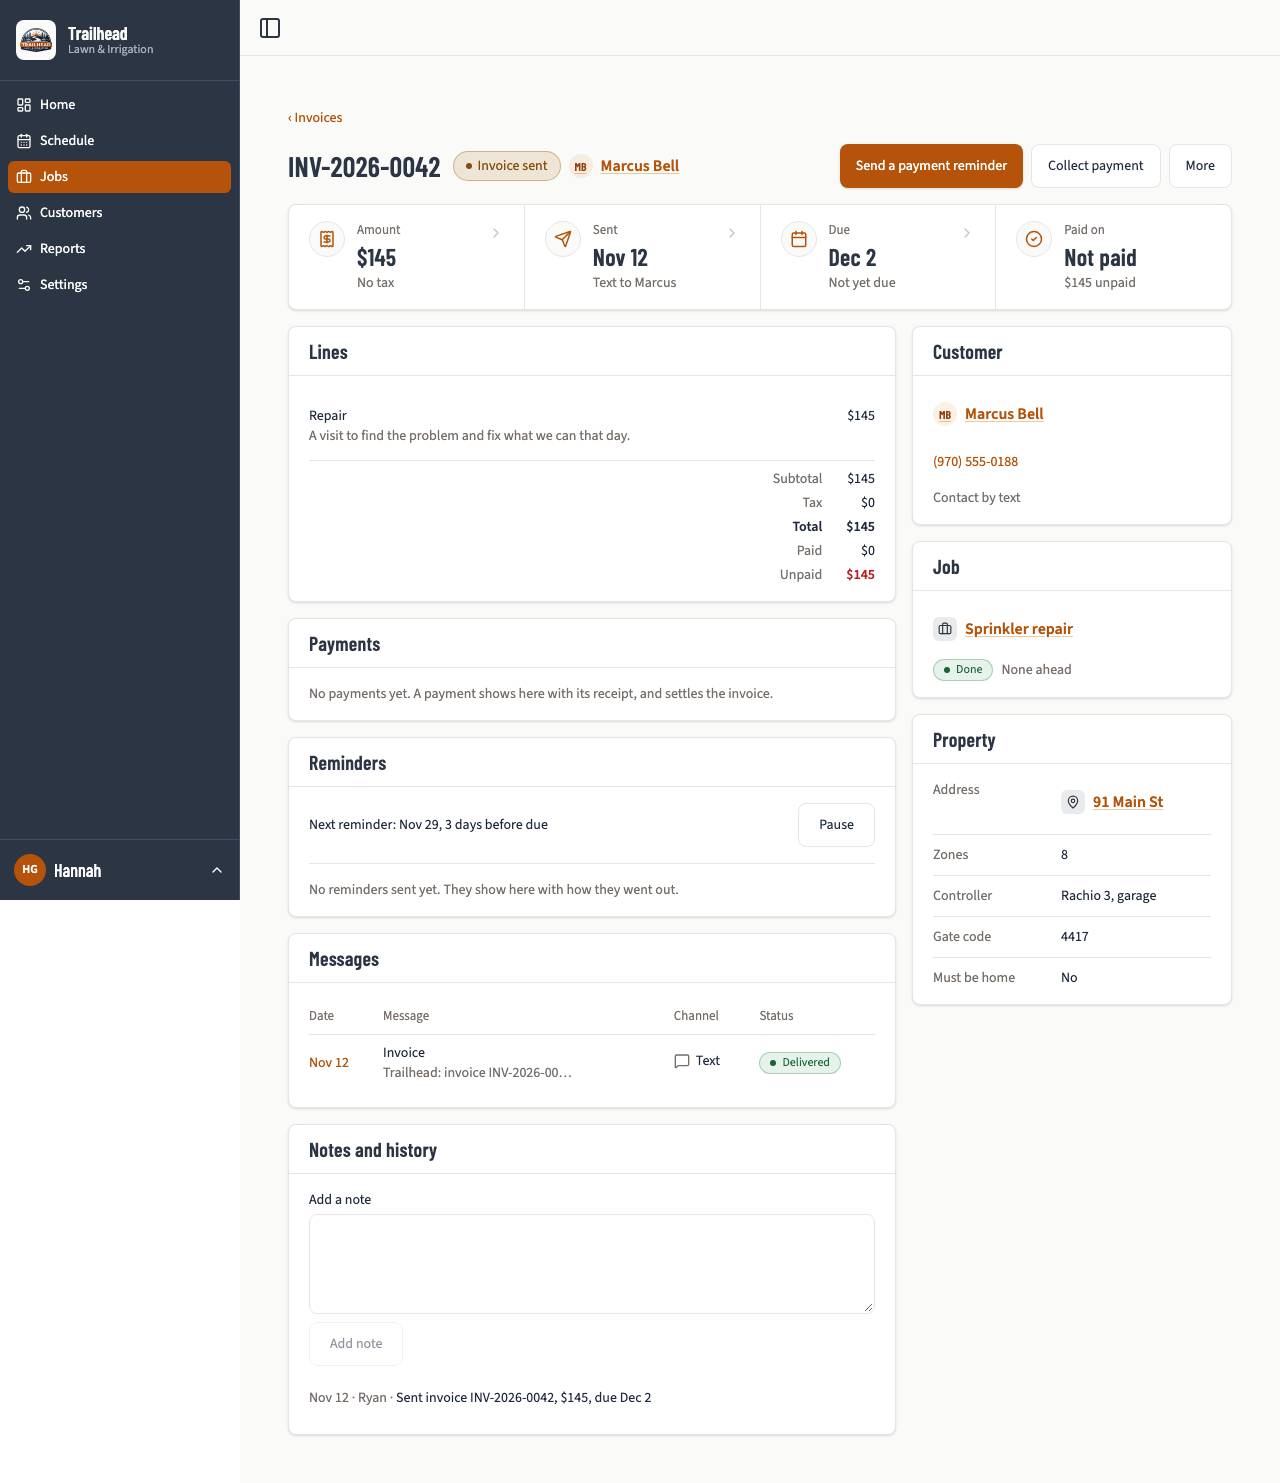 Trailhead
Lawn & Irrigation
Home
Schedule
Jobs
Customers
Reports
Settings
HG Hannah
‹ Invoices
INV-2026-0042 Invoice sent MB Marcus Bell
Send a payment reminder Collect payment More
Amount
$145
No tax
Sent
Nov 12
Text to Marcus
Due
Dec 2
Not yet due
Paid on
Not paid
$145 unpaid
Lines
Repair $145
A visit to find the problem and fix what we can that day.
Subtotal $145
Tax $0
Total $145
Paid $0
Unpaid $145
Payments
No payments yet. A payment shows here with its receipt, and settles the invoice.
Reminders
Next reminder: Nov 29, 3 days before due Pause
No reminders sent yet. They show here with how they went out.
Messages
Date Message Channel Status
Nov 12 Invoice Text Delivered
Trailhead: invoice INV-2026-00…
Notes and history
Add a note
Add note
Nov 12 · Ryan · Sent invoice INV-2026-0042, $145, due Dec 2
Customer
MB Marcus Bell
(970) 555-0188
Contact by text
Job
Sprinkler repair
Done None ahead
Property
Address 91 Main St
Zones 8
Controller Rachio 3, garage
Gate code 4417
Must be home No